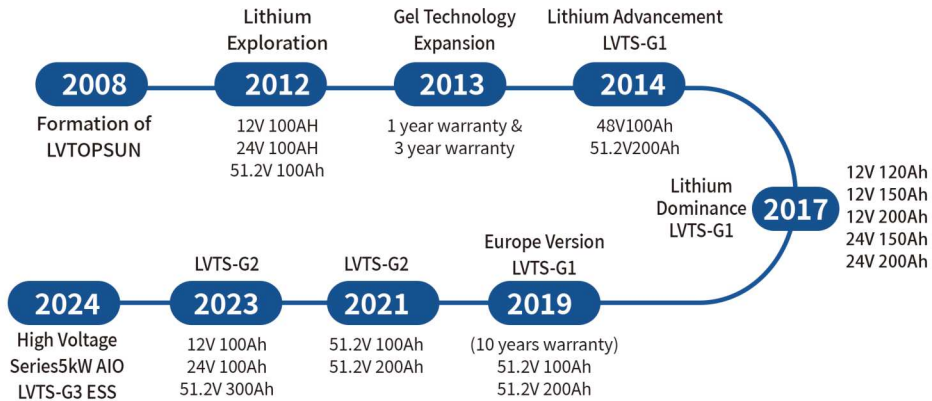 2008
Formation of
LVTOPSUN
Lithium
Exploration
2012
12V 100AH
24V 100AH
51.2V 100Ah
Gel Technology
Expansion
2013
1 year warranty &
3 year warranty
Lithium Advancement
LVTS-G1
2014
48V100Ah
51.2V200Ah
Lithium
Dominance
LVTS-G1
2017
12V 120Ah
12V 150Ah
12V 200Ah
24V 150Ah
24V 200Ah
Europe Version
LVTS-G1
2019
(10 years warranty)
51.2V 100Ah
51.2V 200Ah
LVTS-G2
2021
51.2V 100Ah
51.2V 200Ah
LVTS-G2
2023
12V 100Ah
24V 100Ah
51.2V 300Ah
2024
High Voltage
Series5kW AIO
LVTS-G3 ESS